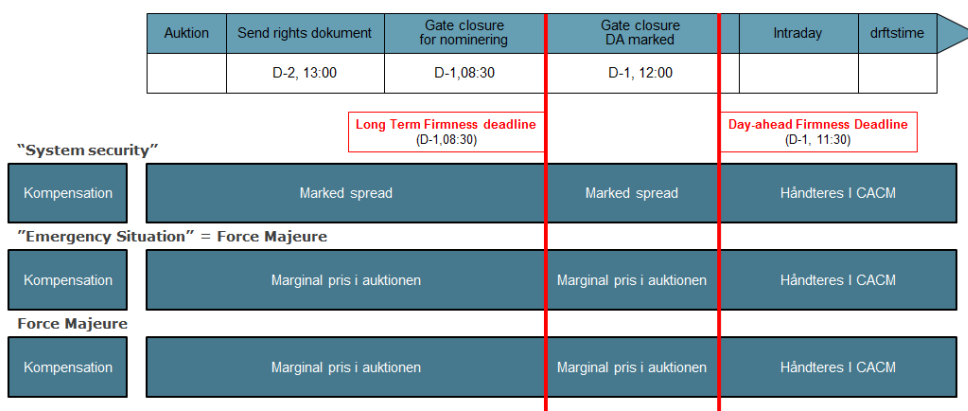 Auktion
Send rights dokument
Gate closure
for nominering
Gate closure
DA marked
Intraday
drftstime
D-2, 13:00
D-1,08:30
D-1, 12:00
Long Term Firmness deadline
(D-1,08:30)
Day-ahead Firmness Deadline
(D-1, 11:30)
“System security”
Kompensation
Marked spread
Marked spread
Håndteres I CACM
”Emergency Situation” = Force Majeure
Kompensation
Marginal pris i auktionen
Marginal pris i auktionen
Håndteres I CACM
Force Majeure
Kompensation
Marginal pris i auktionen
Marginal pris i auktionen
Håndteres I CACM